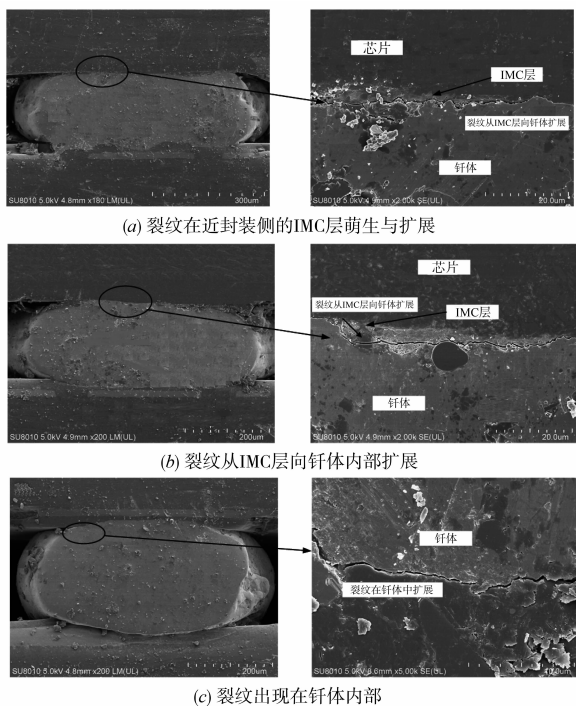 芯片
IMC层
裂纹从IMC层向钎体扩展
钎体
SU8010 5.0kV 4.8mm x180 LM(UL)
300um
SU8010 5.0kV 4.9mm x2.00k SE(UL)
20.0um
(a) 裂纹在近封装侧的IMC层萌生与扩展
芯片
裂纹从IMC层向钎扩展
IMC层
钎体
SU8010 5.0kV 4.9mm x200 LM(UL)
200um
SU8010 5.0kV 4.9mm x2.00k SE(UL)
20.0um
(b) 裂纹从IMC层向钎体内部扩展
钎体
裂纹在钎体中扩展
SU8010 5.0kV 4.8mm x200 LM(UL)
200um
SU8010 5.0kV 6.6mm x5.00k SE(UL)
10.0um
(c) 裂纹出现在钎体内部